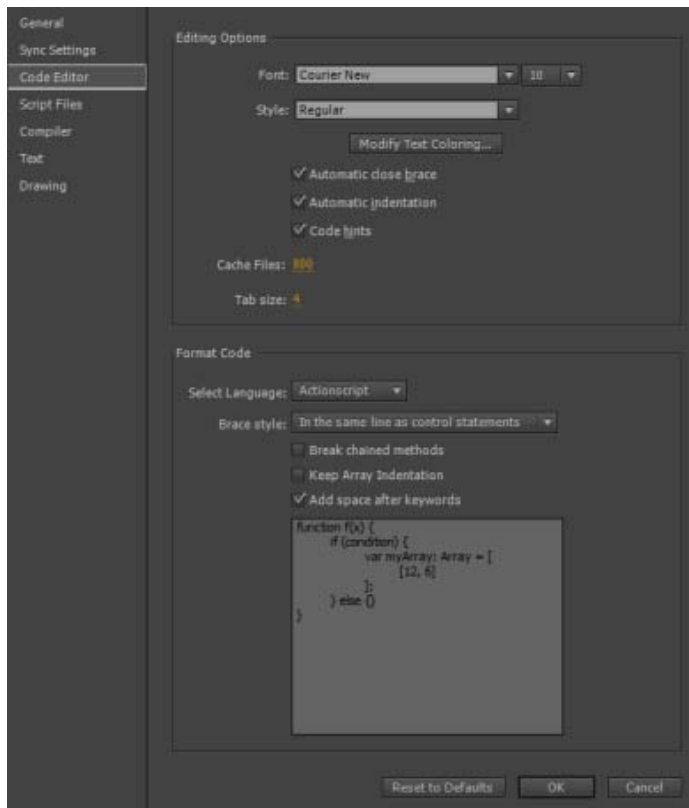 General
Sync Settings
Code Editor
Script Files
Compiler
Text
Drawing
Editing Options
Font: Courier New 10
Style: Regular
Modify Text Coloring...
Automatic close brace
Automatic indentation
Code hints
Cache Files: 800
Tab size: 4
Format Code
Select Language: Actionscript
Brace style: In the same line as control statements
Break chained methods
Keep Array Indentation
Add space after keywords
function f(x) {
if (condition) {
var myArray: Array = [
[12, 6]
];
} else {}
}
Reset to Defaults OK Cancel